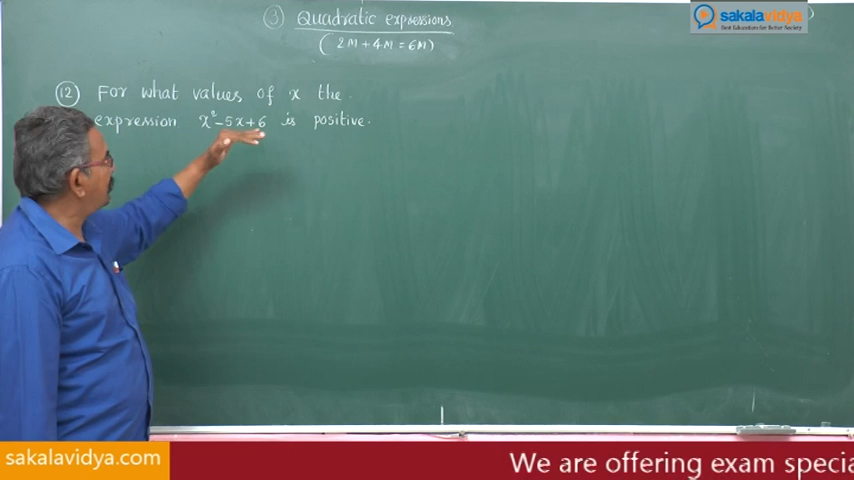 ③ Quadratic expressions
(2M + 4M = 6M)
sakalavidya
Best Education for Better Society
⑫ For what values of x the
expression x² - 5x + 6 is positive.
sakalavidya.com
We are offering exam specia